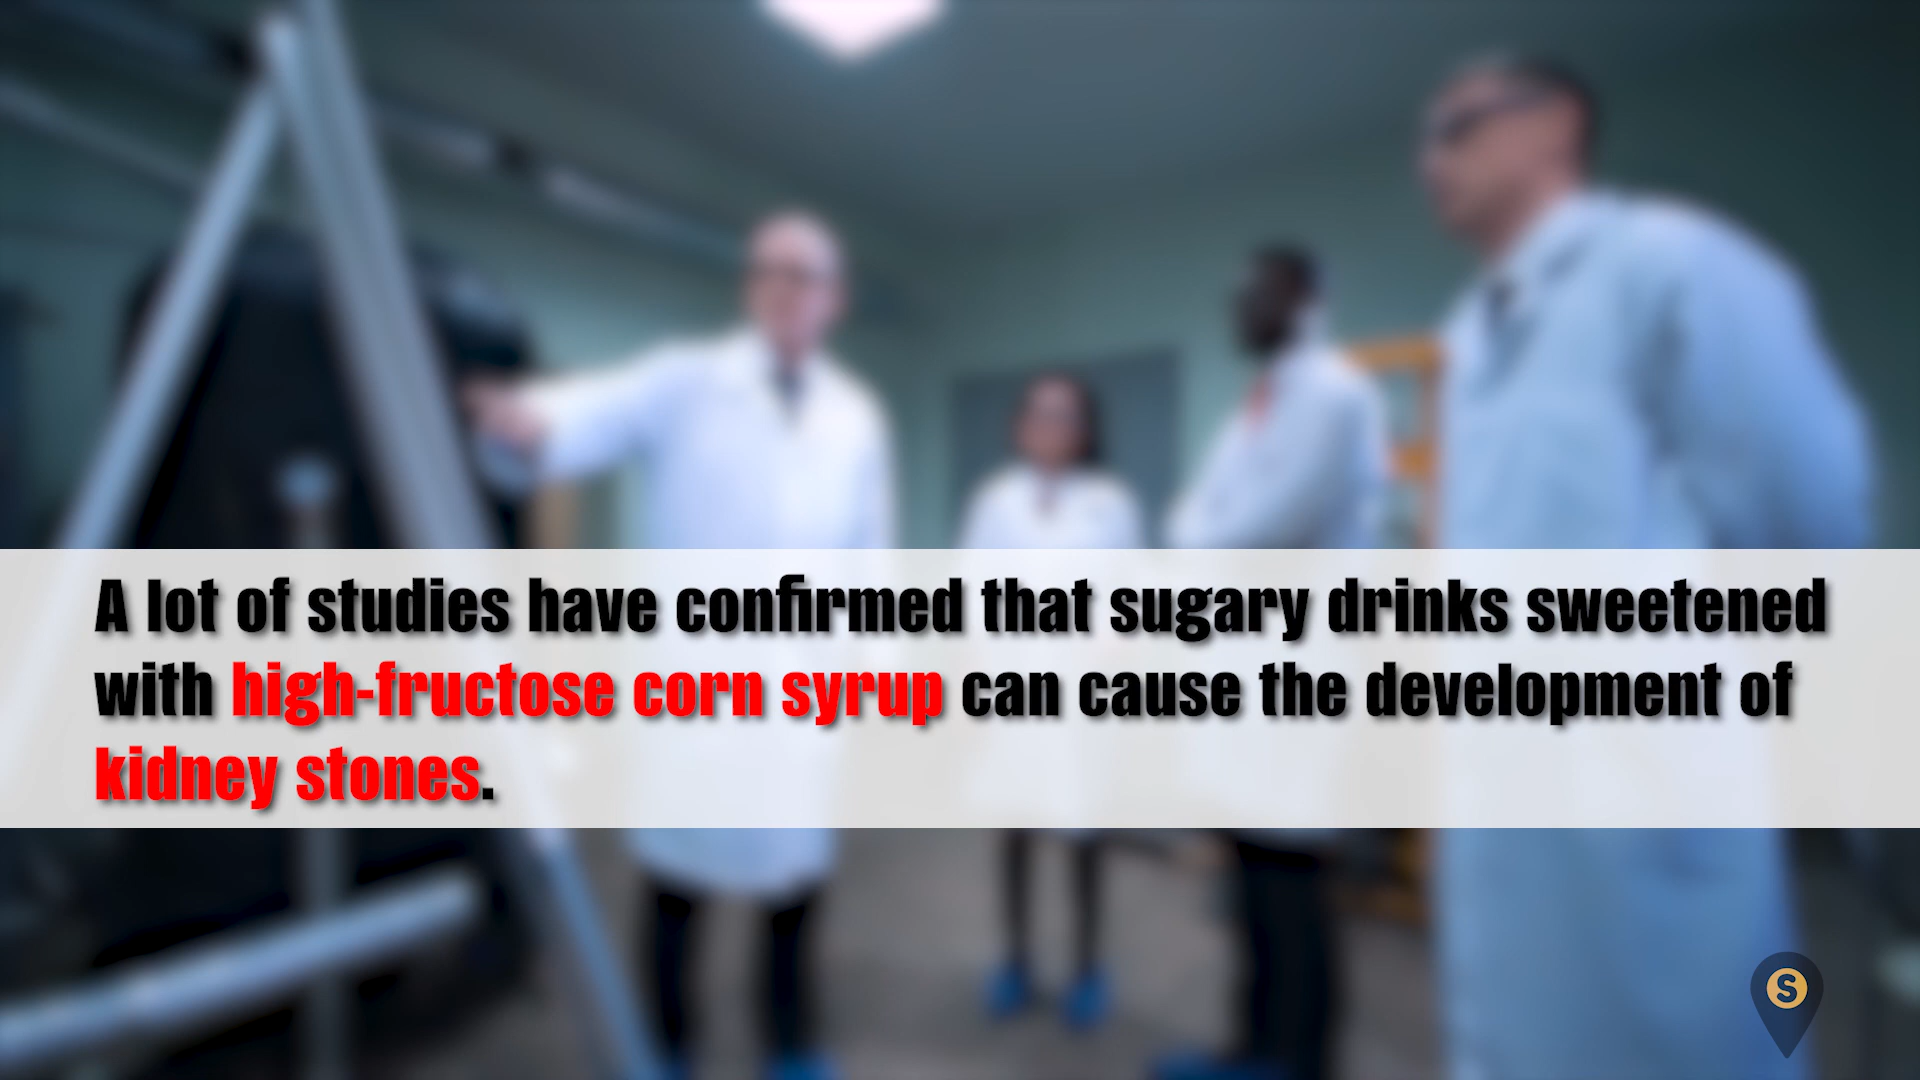 A lot of studies have confirmed that sugary drinks sweetened
with high-fructose corn syrup can cause the development of
kidney stones.
S